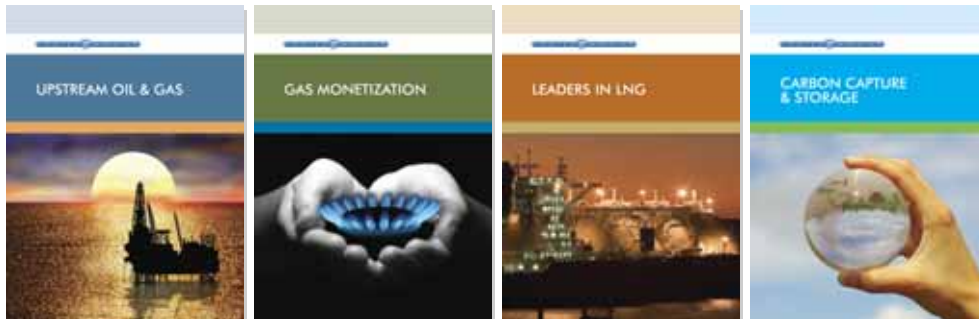 UPSTREAM OIL & GAS
GAS MONETIZATION
LEADERS IN LNG
CARBON CAPTURE
& STORAGE